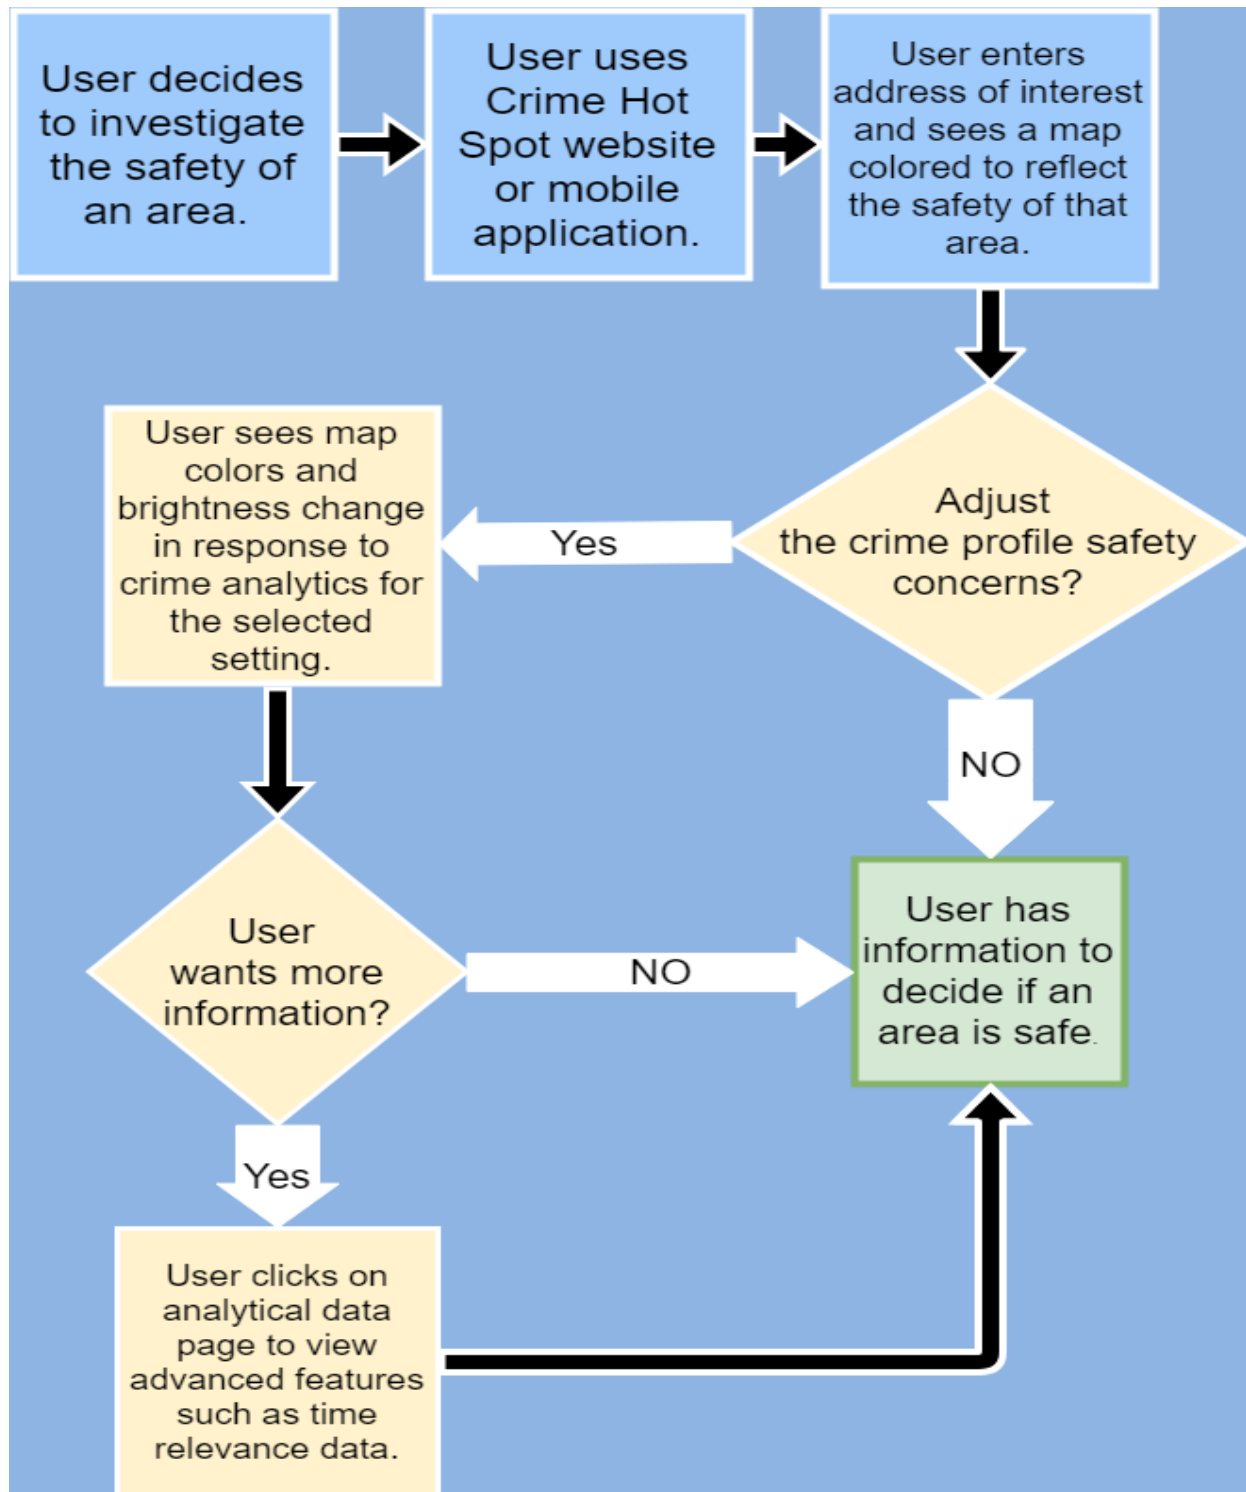 User decides
to investigate
the safety of
an area.
User uses
Crime Hot
Spot website
or mobile
application.
User enters
address of interest
and sees a map
colored to reflect
the safety of that
area.
Adjust
the crime profile safety
concerns?
Yes
User sees map
colors and
brightness change
in response to
crime analytics for
the selected
setting.
NO
User
wants more
information?
NO
User has
information to
decide if an
area is safe.
Yes
User clicks on
analytical data
page to view
advanced features
such as time
relevance data.